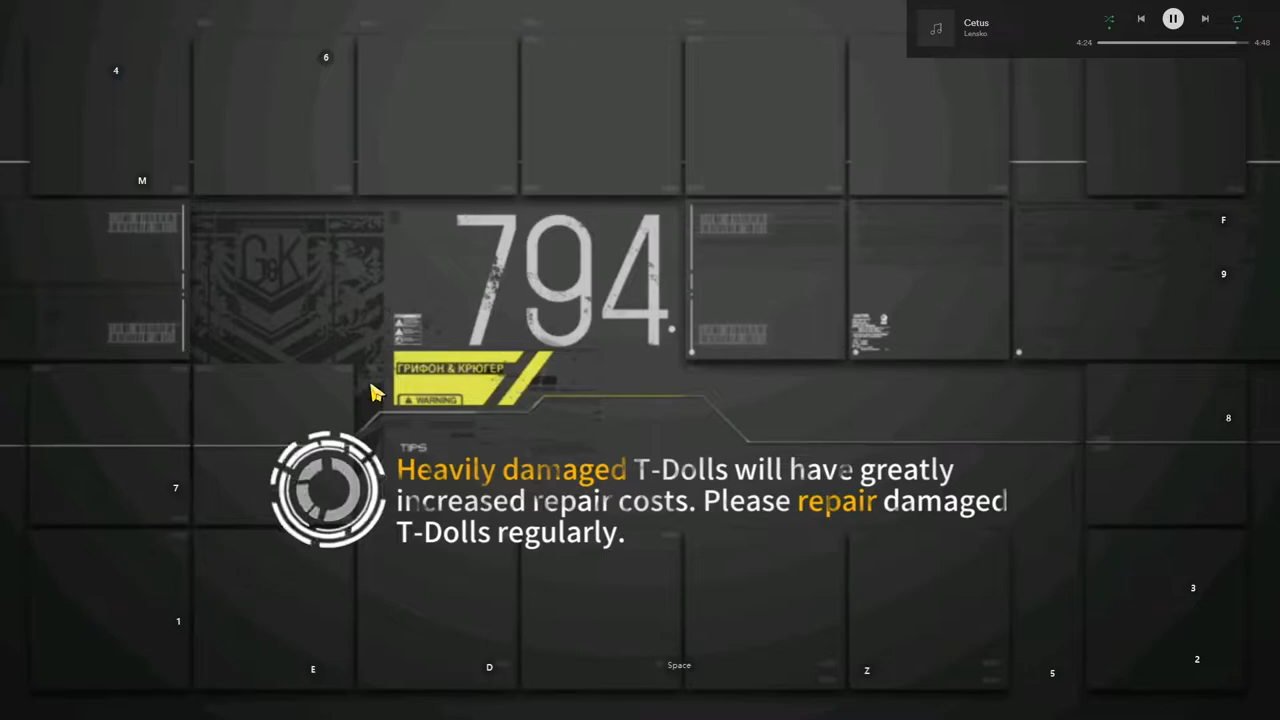 Cetus
Lensko
4:24
4:48
4
6
M
F
9
G&K
794.
ГРИФОН & КРЮГЕР
WARNING
TIPS
Heavily damaged T-Dolls will have greatly
increased repair costs. Please repair damaged
T-Dolls regularly.
8
7
3
1
2
E
D
Space
Z
5